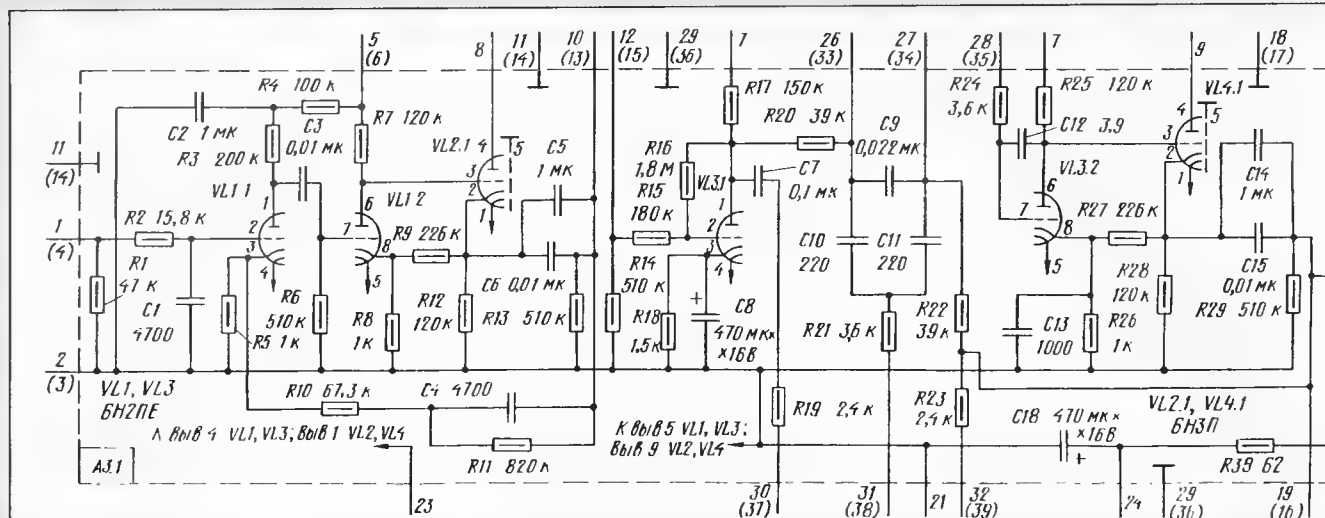 5
(6)
8
11
(14)
10
(13)
12
(15)
29
(36)
7
26
(33)
27
(34)
28
(35)
7
9
18
(17)
R4 100 к
C2 1 мк
C3
0,01 мк
R7 120 к
R3 200 к
VL1.1
VL1.2
VL2.1 4
5
3
2
1
C5
1 мк
R17 150 к
R20 39 к
R16
1,8 М
R15
180 к
VL3.1
C7
0,1 мк
C9
0,022 мк
R24
3,6 к
R25 120 к
C12 3,9
VL4.1
4
5
3
2
1
VL3.2
C14
1 мк
11
(14)
1
(4)
R2 15,8 к
R1
47 к
C1
4700
1
2
3
4
6
7
8
5
R9 226 к
R6
510 к
R5 1 к
R8
1 к
R12
120 к
C6 0,01 мк
R13
510 к
R14
510 к
R18
1,5 к
1
2
3
C8
470 мк×
×16 В
C10
220
C11
220
R21 3,6 к
R22
39 к
6
7
8
5
R27 226 к
R28
120 к
C13
1000
R26
1 к
C15
0,01 мк
R29 510 к
2
(3)
VL1, VL3
6Н2ПЕ
R10 67,3 к
C4 4700
К выв 4 VL1, VL3; выв 1 VL2, VL4
R11 820 к
К выв 5 VL1, VL3;
выв 9 VL2, VL4
R19 2,4 к
R23
2,4 к
C18 470 мк×
×16 В
+
VL2.1, VL4.1
6Н3П
R39 62
А3.1
23
30
(37)
31
(38)
21
32
(39)
24
29
(36)
19
(16)